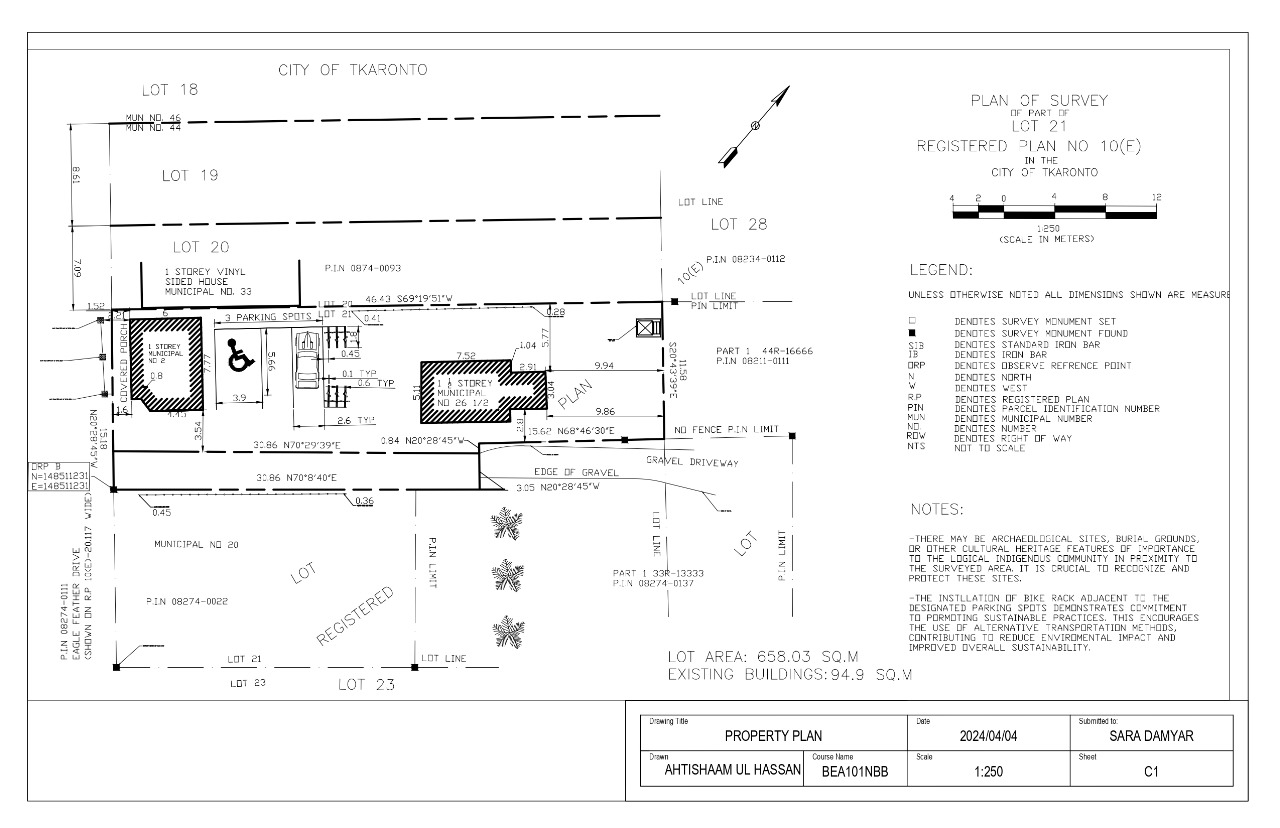 CITY OF TKARONTO
LOT 18
MUN NO. 46
MUN NO. 44
8.61
LOT 19
LOT LINE
LOT 28
LOT 20
7.09
1 STOREY VINYL
SIDED HOUSE
MUNICIPAL NO. 33
P.I.N 0874-0093
10(E)
P.I.N 08234-0112
LOT LINE
PIN LIMIT
1.52
6
LOT 20
46.43 S69°19'51"W
3 PARKING SPOTS
LOT 21
0.41
0.28
COVERED PORCH
1 STOREY
MUNICIPAL
NO 2
0.8
7.77
5.66
1.8
0.45
0.1 TYP
0.6 TYP
3.9
2.6 TYP
1.6
4.45
3.54
5.77
1.04
7.52
2.91
9.94
5.11
STOREY
MUNICIPAL
NO 26 1/2
3.04
PLAN
9.86
11.58
S20°43'39"E
PART 1 44R-16666
P.I.N 08211-0111
15.62 N68°46'30"E
NO FENCE P.I.N LIMIT
N20°28'45"W
15.18
30.86 N70°29'39"E
0.84 N20°28'45"W
GRAVEL DRIVEWAY
EDGE OF GRAVEL
ORP B
N=148511231
E=148511231
30.86 N70°8'40"E
3.05 N20°28'45"W
0.45
0.36
MUNICIPAL NO 20
P.I.N 08274-0022
LOT
REGISTERED
P.I.N LIMIT
LOT LINE
LOT
P.I.N LIMIT
PART 1 33R-13333
P.I.N 08274-0137
P.I.N 08274-0111
EAGLE FEATHER DRIVE
(SHOWN ON R.P 10(E)-20.117 WIDE)
LOT 21
LOT LINE
LOT 23
LOT 23
LOT AREA: 658.03 SQ.M
EXISTING BUILDINGS:94.9 SQ.M
PLAN OF SURVEY
OF PART OF
LOT 21
REGISTERED PLAN NO 10(E)
IN THE
CITY OF TKARONTO
4 2 0 4 8 12
1:250
(SCALE IN METERS)
LEGEND:
UNLESS OTHERWISE NOTED ALL DIMENSIONS SHOWN ARE MEASURE
DENOTES SURVEY MONUMENT SET
DENOTES SURVEY MONUMENT FOUND
SIB DENOTES STANDARD IRON BAR
IB DENOTES IRON BAR
ORP DENOTES OBSERVE REFRENCE POINT
N DENOTES NORTH
W DENOTES WEST
R.P DENOTES REGISTERED PLAN
PIN DENOTES PARCEL IDENTIFICATION NUMBER
MUN DENOTES MUNICIPAL NUMBER
NO. DENOTES NUMBER
ROW DENOTES RIGHT OF WAY
NTS NOT TO SCALE
NOTES:
-THERE MAY BE ARCHAEOLOGICAL SITES, BURIAL GROUNDS,
OR OTHER CULTURAL HERITAGE FEATURES OF IMPORTANCE
TO THE LOGICAL INDIGENOUS COMMUNITY IN PROXIMITY TO
THE SURVEYED AREA. IT IS CRUCIAL TO RECOGNIZE AND
PROTECT THESE SITES.
-THE INSTLLATION OF BIKE RACK ADJACENT TO THE
DESIGNATED PARKING SPOTS DEMONSTRATES COMMITMENT
TO PORMOTING SUSTAINABLE PRACTICES. THIS ENCOURAGES
THE USE OF ALTERNATIVE TRANSPORTATION METHODS,
CONTRIBUTING TO REDUCE ENVIROMENTAL IMPACT AND
IMPROVED OVERALL SUSTAINABILITY.
Drawing Title
PROPERTY PLAN
Date
2024/04/04
Submitted to:
SARA DAMYAR
Drawn
AHTISHAAM UL HASSAN
Course Name
BEA101NBB
Scale
1:250
Sheet
C1